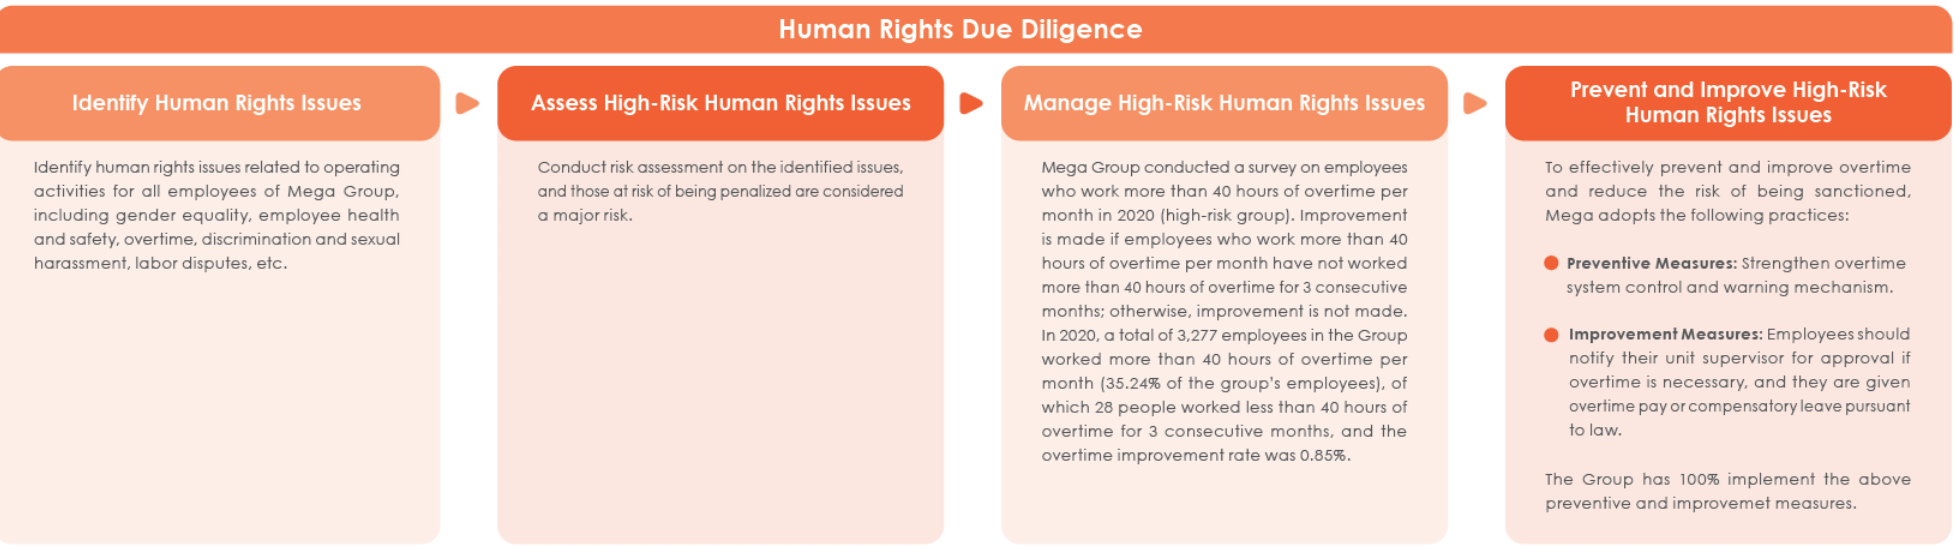 Human Rights Due Diligence
Identify Human Rights Issues
Identify human rights issues related to operating
activities for all employees of Mega Group,
including gender equality, employee health
and safety, overtime, discrimination and sexual
harassment, labor disputes, etc.
Assess High-Risk Human Rights Issues
Conduct risk assessment on the identified issues,
and those at risk of being penalized are considered
a major risk.
Manage High-Risk Human Rights Issues
Mega Group conducted a survey on employees
who work more than 40 hours of overtime per
month in 2020 (high-risk group). Improvement
is made if employees who work more than 40
hours of overtime per month have not worked
more than 40 hours of overtime for 3 consecutive
months; otherwise, improvement is not made.
In 2020, a total of 3,277 employees in the Group
worked more than 40 hours of overtime per
month (35.24% of the group's employees), of
which 28 people worked less than 40 hours of
overtime for 3 consecutive months, and the
overtime improvement rate was 0.85%.
Prevent and Improve High-Risk
Human Rights Issues
To effectively prevent and improve overtime
and reduce the risk of being sanctioned,
Mega adopts the following practices:
Preventive Measures: Strengthen overtime
system control and warning mechanism.
Improvement Measures: Employees should
notify their unit supervisor for approval if
overtime is necessary, and they are given
overtime pay or compensatory leave pursuant
to law.
The Group has 100% implement the above
preventive and improvemet measures.